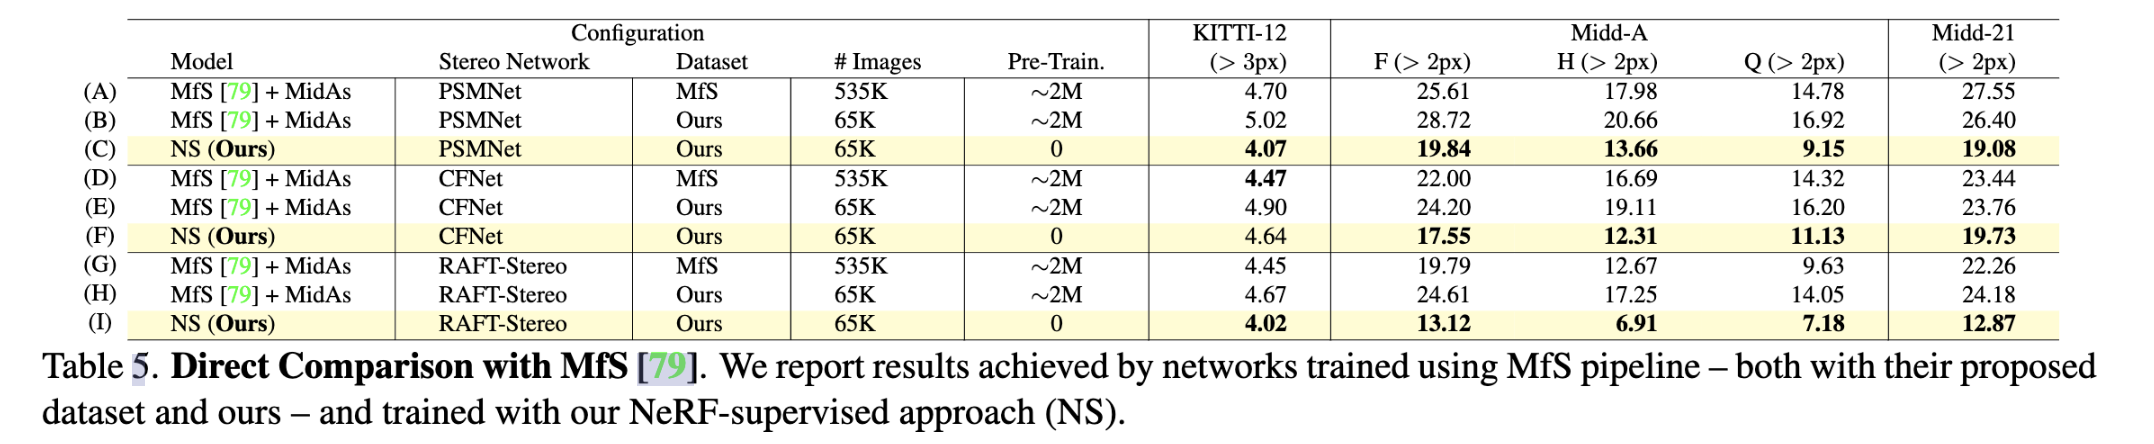 Configuration KITTI-12 Midd-A Midd-21
Model Stereo Network Dataset # Images Pre-Train. (> 3px) F (> 2px) H (> 2px) Q (> 2px) (> 2px)
(A) MfS [79] + MidAs PSMNet MfS 535K ~2M 4.70 25.61 17.98 14.78 27.55
(B) MfS [79] + MidAs PSMNet Ours 65K ~2M 5.02 28.72 20.66 16.92 26.40
(C) NS (Ours) PSMNet Ours 65K 0 4.07 19.84 13.66 9.15 19.08
(D) MfS [79] + MidAs CFNet MfS 535K ~2M 4.47 22.00 16.69 14.32 23.44
(E) MfS [79] + MidAs CFNet Ours 65K ~2M 4.90 24.20 19.11 16.20 23.76
(F) NS (Ours) CFNet Ours 65K 0 4.64 17.55 12.31 11.13 19.73
(G) MfS [79] + MidAs RAFT-Stereo MfS 535K ~2M 4.45 19.79 12.67 9.63 22.26
(H) MfS [79] + MidAs RAFT-Stereo Ours 65K ~2M 4.67 24.61 17.25 14.05 24.18
(I) NS (Ours) RAFT-Stereo Ours 65K 0 4.02 13.12 6.91 7.18 12.87
Table 5. Direct Comparison with MfS [79]. We report results achieved by networks trained using MfS pipeline – both with their proposed
dataset and ours – and trained with our NeRF-supervised approach (NS).